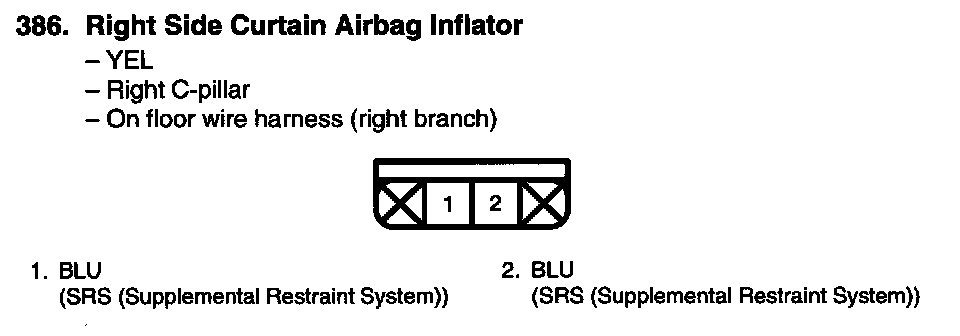 386. Right Side Curtain Airbag Inflator
– YEL
– Right C-pillar
– On floor wire harness (right branch)
1 2
1. BLU
(SRS (Supplemental Restraint System))
2. BLU
(SRS (Supplemental Restraint System))